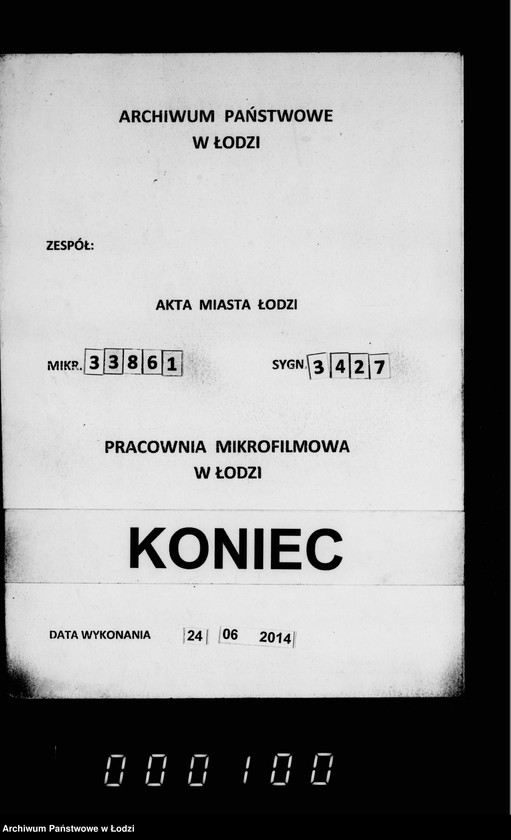 ARCHIWUM PAŃSTWOWE
W ŁODZI
ZESPÓŁ:
AKTA MIASTA ŁODZI
MIKR. 33861 SYGN. 3427
PRACOWNIA MIKROFILMOWA
W ŁODZI
KONIEC
DATA WYKONANIA 24 06 2014
000100
Archiwum Państwowe w Łodzi